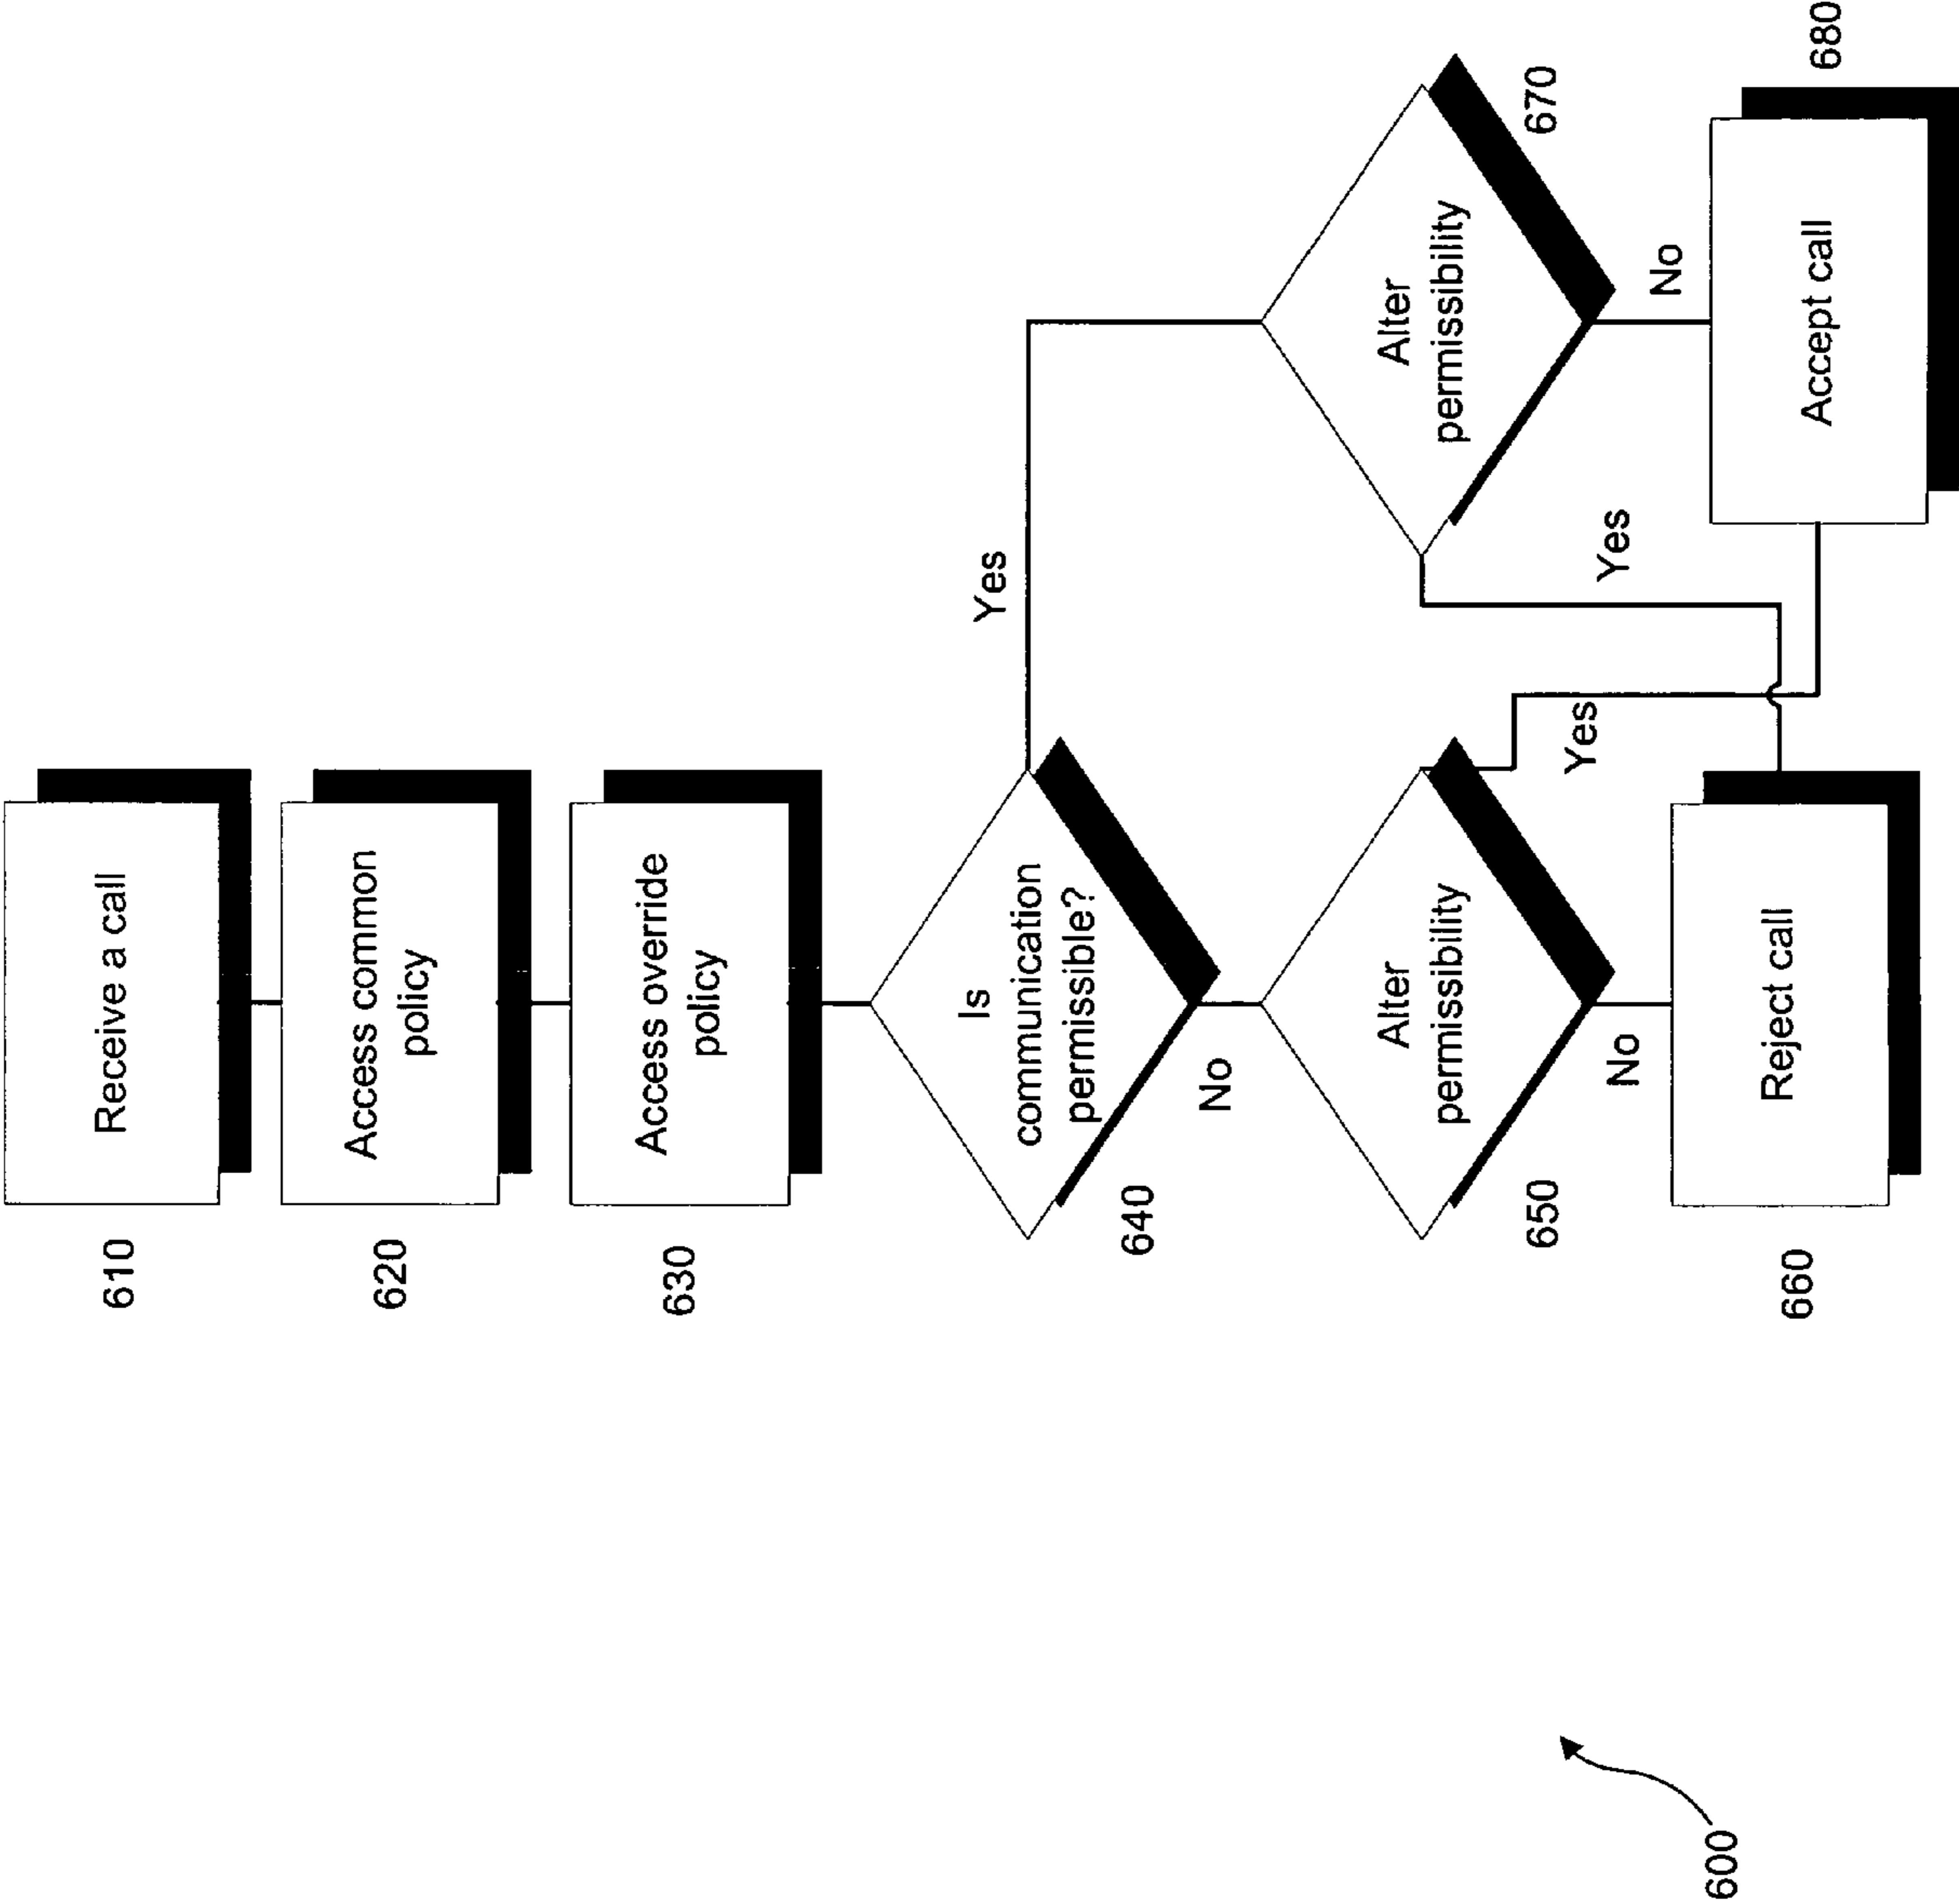 610
Receive a call
620
Access common
policy
630
Access override
policy
Is
communication
permissible?
640
Yes
No
Alter
permissibility
650
Yes
No
Reject call
660
Alter
permissibility
670
Yes
No
Accept call
680
600